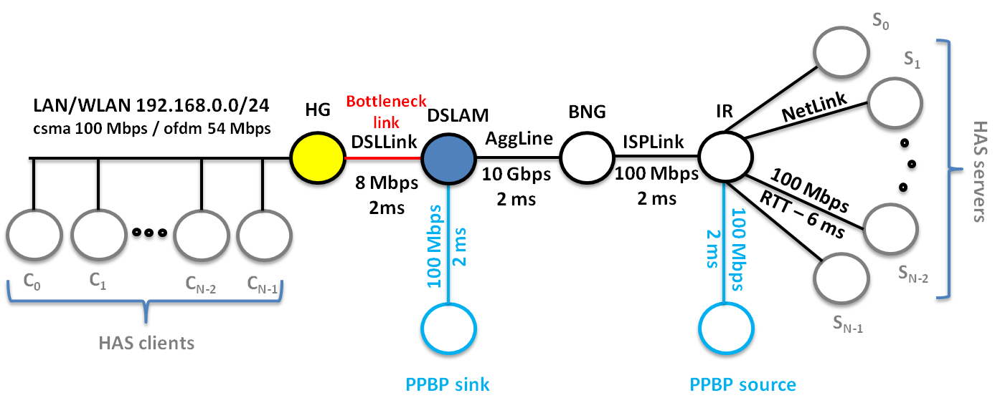 LAN/WLAN 192.168.0.0/24
csma 100 Mbps / ofdm 54 Mbps
HG
Bottleneck
link
DSLLink
8 Mbps
2ms
DSLAM
AggLine
10 Gbps
2 ms
BNG
ISPLink
100 Mbps
2 ms
IR
NetLink
100 Mbps
RTT – 6 ms
S0
S1
SN-2
SN-1
HAS servers
C0
C1
CN-2
CN-1
HAS clients
100 Mbps
2 ms
PPBP sink
2 ms
100 Mbps
PPBP source